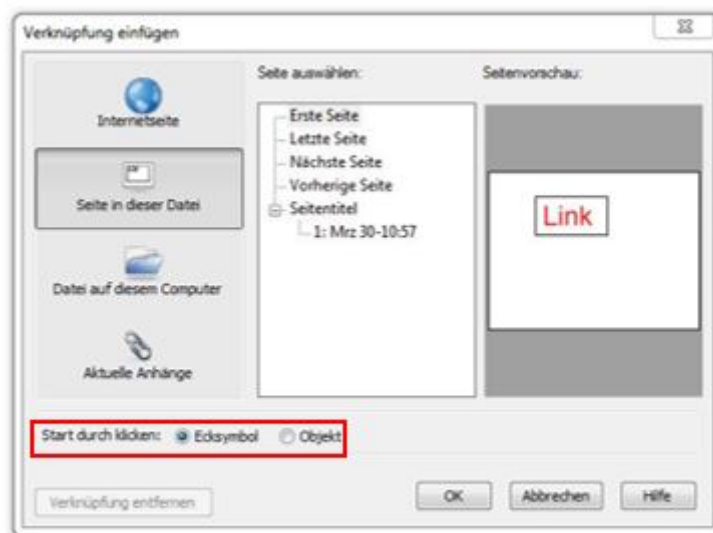 Verknüpfung einfügen
Internetseite
Seite in dieser Datei
Datei auf diesem Computer
Aktuelle Anhänge
Seite auswählen:
Erste Seite
Letzte Seite
Nächste Seite
Vorherige Seite
Seitentitel
1: Mrz 30-10:57
Seitenvorschau:
Link
Start durch klicken: Ecksymbol Objekt
Verknüpfung entfernen OK Abbrechen Hilfe